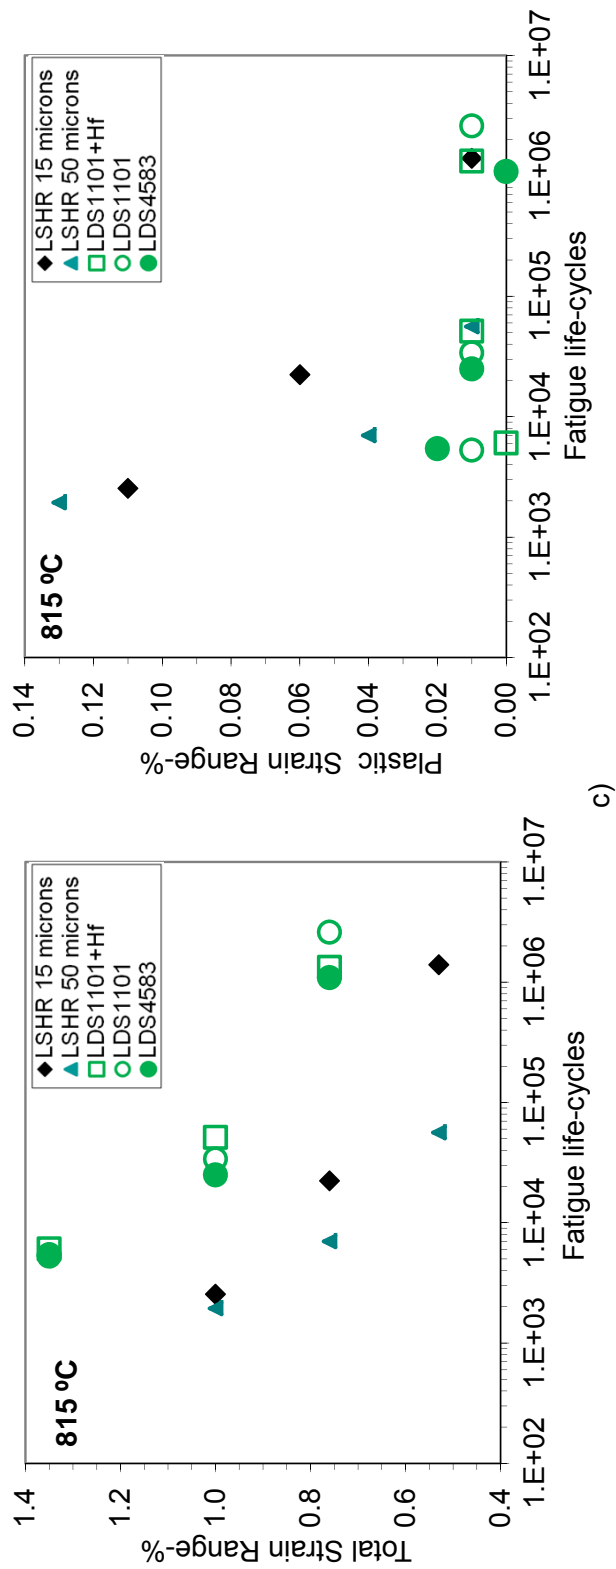 815 ºC
LSHR 15 microns
LSHR 50 microns
LDS1101+Hf
LDS1101
LDS4583
1.4
1.2
1.0
0.8
0.6
0.4
Total Strain Range-%
1.E+02
1.E+03
1.E+04
1.E+05
1.E+06
1.E+07
Fatigue life-cycles
815 ºC
LSHR 15 microns
LSHR 50 microns
LDS1101+Hf
LDS1101
LDS4583
0.14
0.12
0.10
0.08
0.06
0.04
0.02
0.00
Plastic Strain Range-%
1.E+02
1.E+03
1.E+04
1.E+05
1.E+06
1.E+07
Fatigue life-cycles
c)